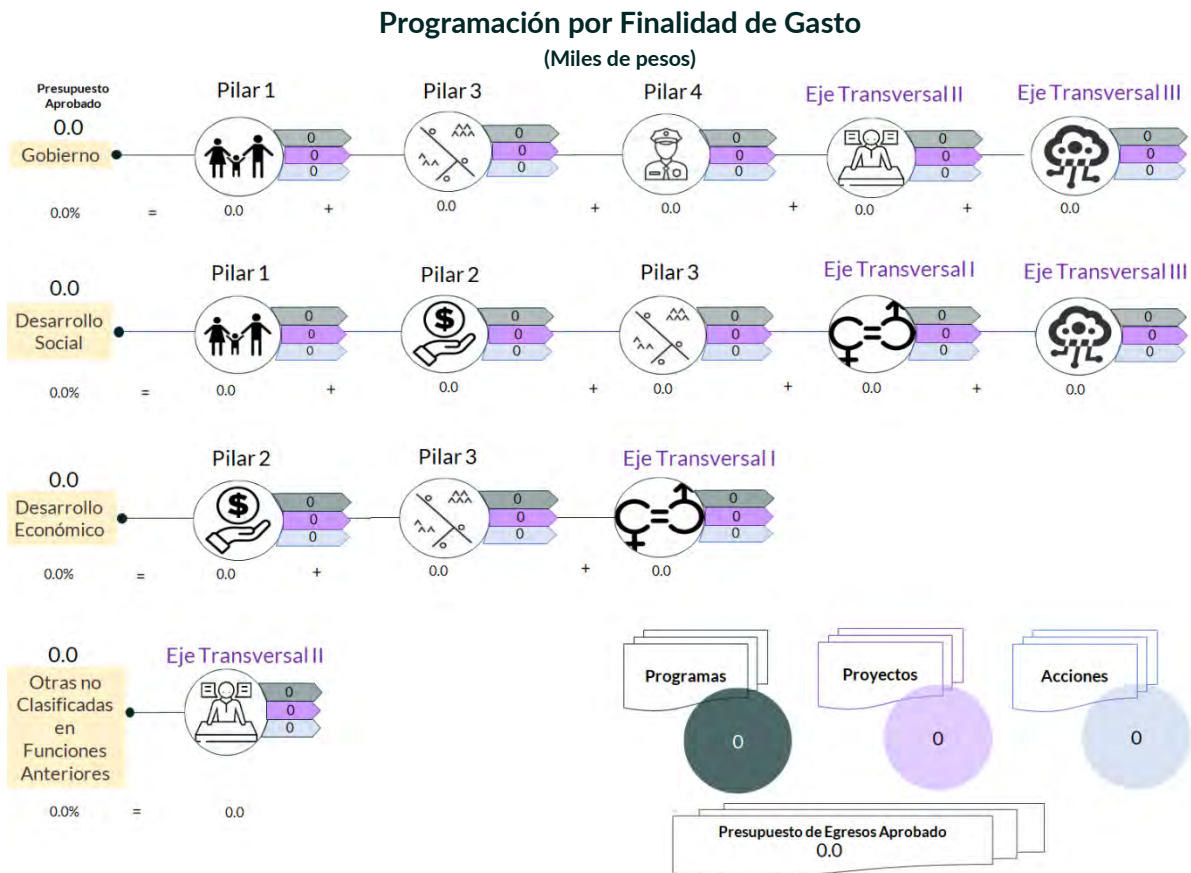 Programación por Finalidad de Gasto
(Miles de pesos)
Presupuesto
Aprobado
0.0
Gobierno
Pilar 1
0
0
0
Pilar 3
0
0
0
Pilar 4
0
0
0
Eje Transversal II
0
0
0
Eje Transversal III
0
0
0
0.0% = 0.0 + 0.0 + 0.0 + 0.0 + 0.0
0.0
Desarrollo
Social
Pilar 1
0
0
0
Pilar 2
$
0
0
0
Pilar 3
0
0
0
Eje Transversal I
0
0
0
Eje Transversal III
0
0
0
0.0% = 0.0 + 0.0 + 0.0 + 0.0 + 0.0
0.0
Desarrollo
Económico
Pilar 2
$
0
0
0
Pilar 3
0
0
0
Eje Transversal I
0
0
0
0.0% = 0.0 + 0.0 + 0.0
0.0
Otras no
Clasificadas
en
Funciones
Anteriores
Eje Transversal II
0
0
0
0.0% = 0.0
Programas
0
Proyectos
0
Acciones
0
Presupuesto de Egresos Aprobado
0.0